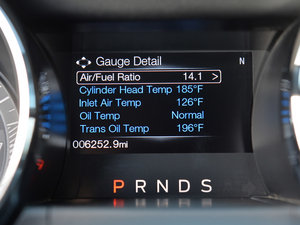 Gauge Detail
N
Air/Fuel Ratio 14.1 >
Cylinder Head Temp 185°F
Inlet Air Temp 126°F
Oil Temp Normal
Trans Oil Temp 196°F
006252.9mi
P R N D S